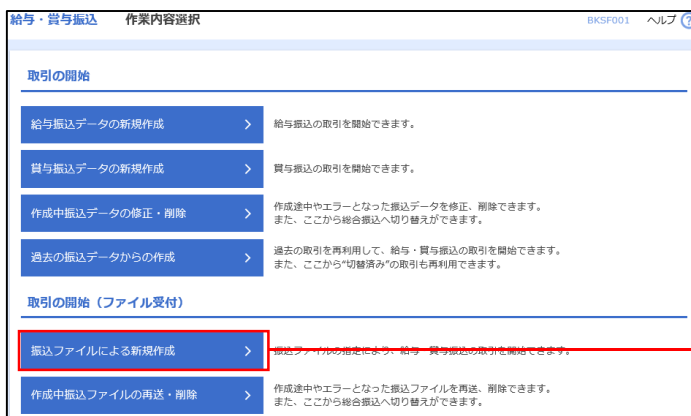 給与・賞与振込 作業内容選択 BKSF001 ヘルプ ?
取引の開始
給与振込データの新規作成 > 給与振込の取引を開始できます。
賞与振込データの新規作成 > 賞与振込の取引を開始できます。
作成中振込データの修正・削除 > 作成途中やエラーとなった振込データを修正、削除できます。
また、ここから総合振込へ切り替えができます。
過去の振込データからの作成 > 過去の取引を再利用して、給与・賞与振込の取引を開始できます。
また、ここから“切替済み”の取引も再利用できます。
取引の開始（ファイル受付）
振込ファイルによる新規作成 > 振込ファイルの指定により、給与・賞与振込の取引を開始できます。
作成中振込ファイルの再送・削除 > 作成途中やエラーとなった振込ファイルを再送、削除できます。
また、ここから総合振込へ切り替えができます。